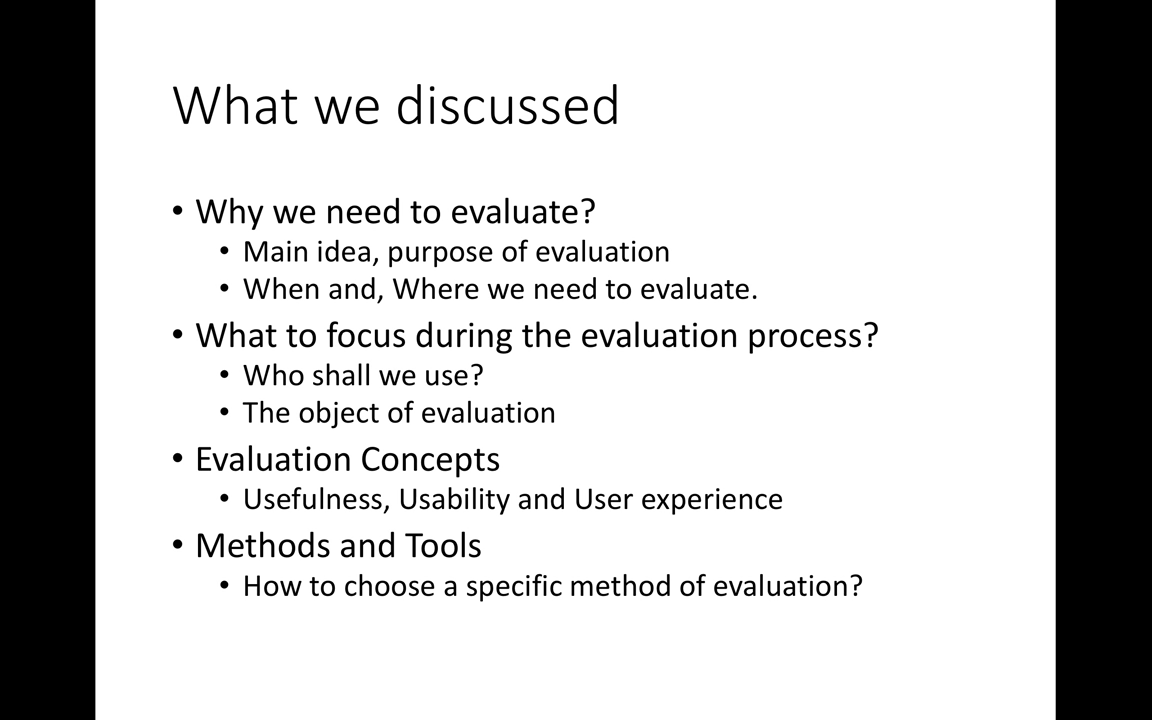 What we discussed
• Why we need to evaluate?
• Main idea, purpose of evaluation
• When and, Where we need to evaluate.
• What to focus during the evaluation process?
• Who shall we use?
• The object of evaluation
• Evaluation Concepts
• Usefulness, Usability and User experience
• Methods and Tools
• How to choose a specific method of evaluation?